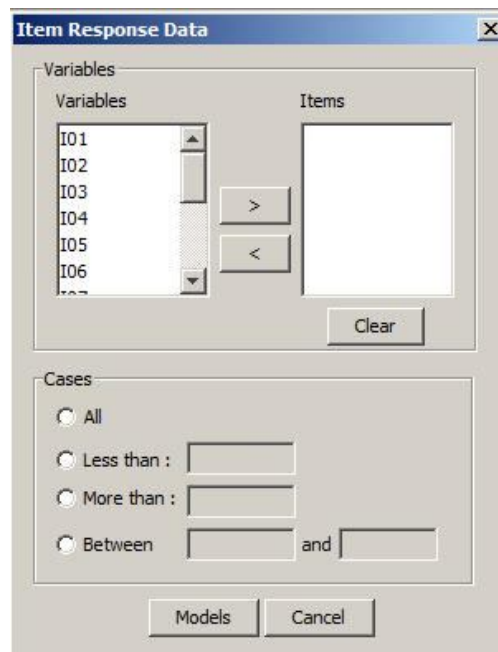 Item Response Data
Variables
Variables Items
I01
I02
I03
I04
I05
I06
>
<
Clear
Cases
All
Less than :
More than :
Between and
Models Cancel